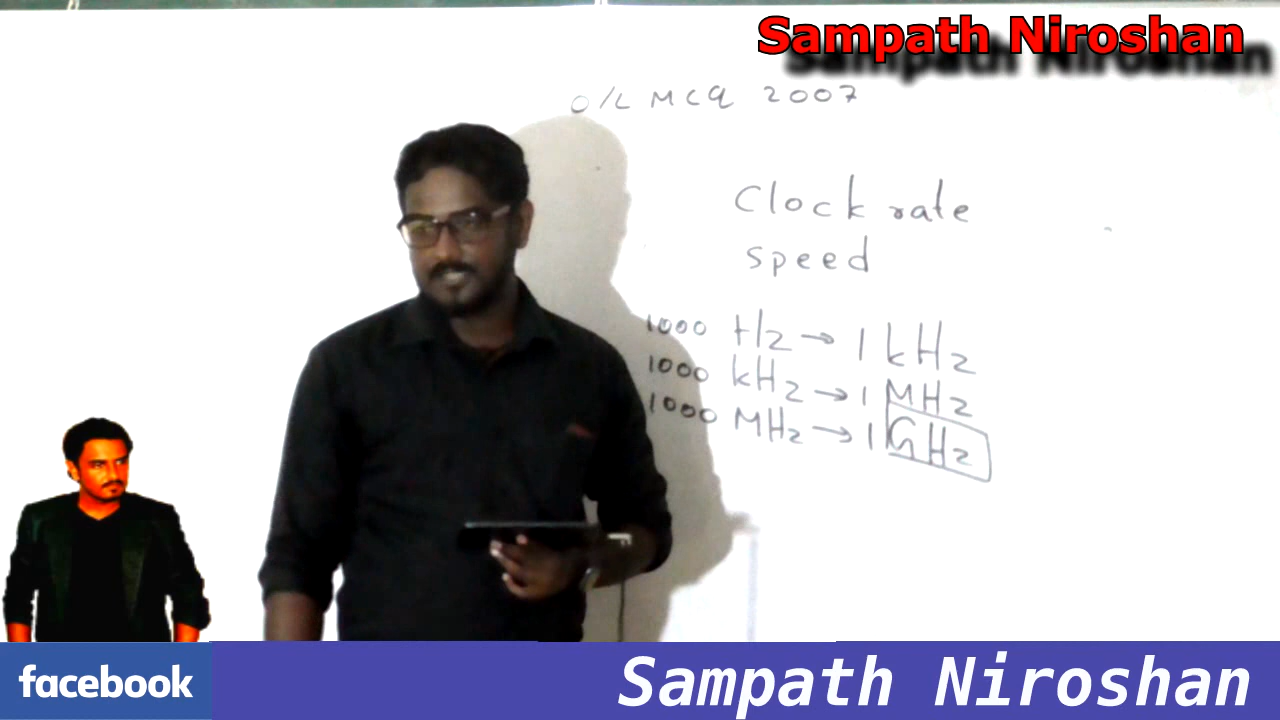 Sampath Niroshan
O/L MCQ 2007
Clock rate
speed
1000 Hz → 1 kHz
1000 kHz → 1 MHz
1000 MHz → 1 GHz
facebook
Sampath Niroshan